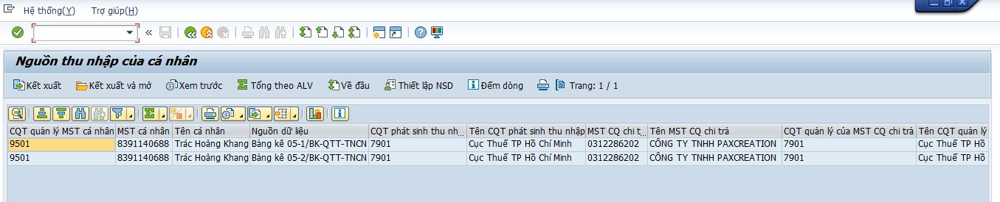 Hệ thống(Y) Trợ giúp(H)
Nguồn thu nhập của cá nhân
Kết xuất Kết xuất và mở Xem trước Tổng theo ALV Về đầu Thiết lập NSD Đếm dòng Trang: 1 / 1
CQT quản lý MST cá nhân MST cá nhân Tên cá nhân Nguồn dữ liệu CQT phát sinh thu nh... Tên CQT phát sinh thu nhập MST CQ chi t... Tên MST CQ chi trả CQT quản lý của MST CQ chi trả Tên CQT quản lý
9501 8391140688 Trác Hoàng Khang Bảng kê 05-1/BK-QTT-TNCN 7901 Cục Thuế TP Hồ Chí Minh 0312286202 CÔNG TY TNHH PAXCREATION 7901 Cục Thuế TP Hồ
9501 8391140688 Trác Hoàng Khang Bảng kê 05-2/BK-QTT-TNCN 7901 Cục Thuế TP Hồ Chí Minh 0312286202 CÔNG TY TNHH PAXCREATION 7901 Cục Thuế TP Hồ